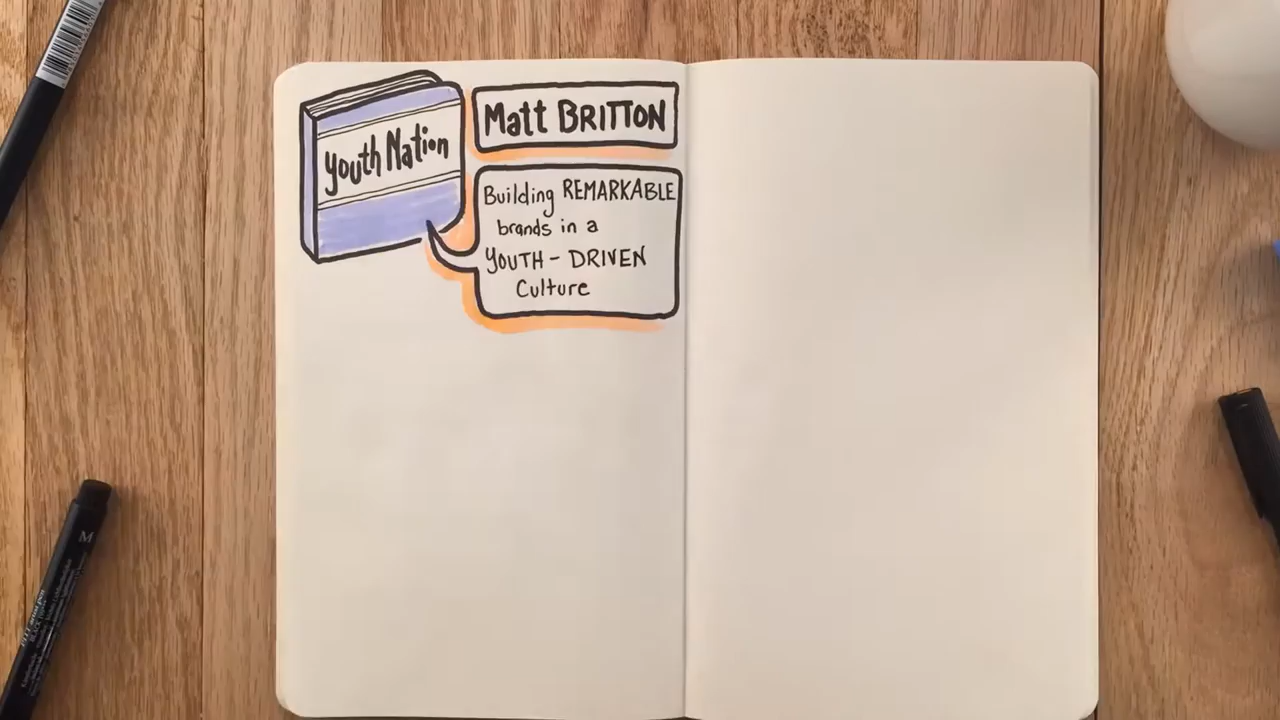 Youth Nation
Matt BRITTON
Building REMARKABLE
brands in a
YOUTH - DRIVEN
Culture
M